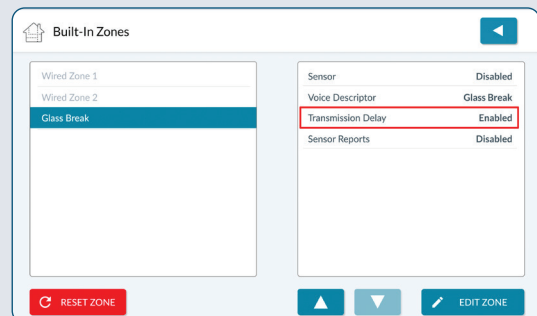 Built-In Zones
Wired Zone 1
Wired Zone 2
Glass Break
Sensor Disabled
Voice Descriptor Glass Break
Transmission Delay Enabled
Sensor Reports Disabled
RESET ZONE
EDIT ZONE